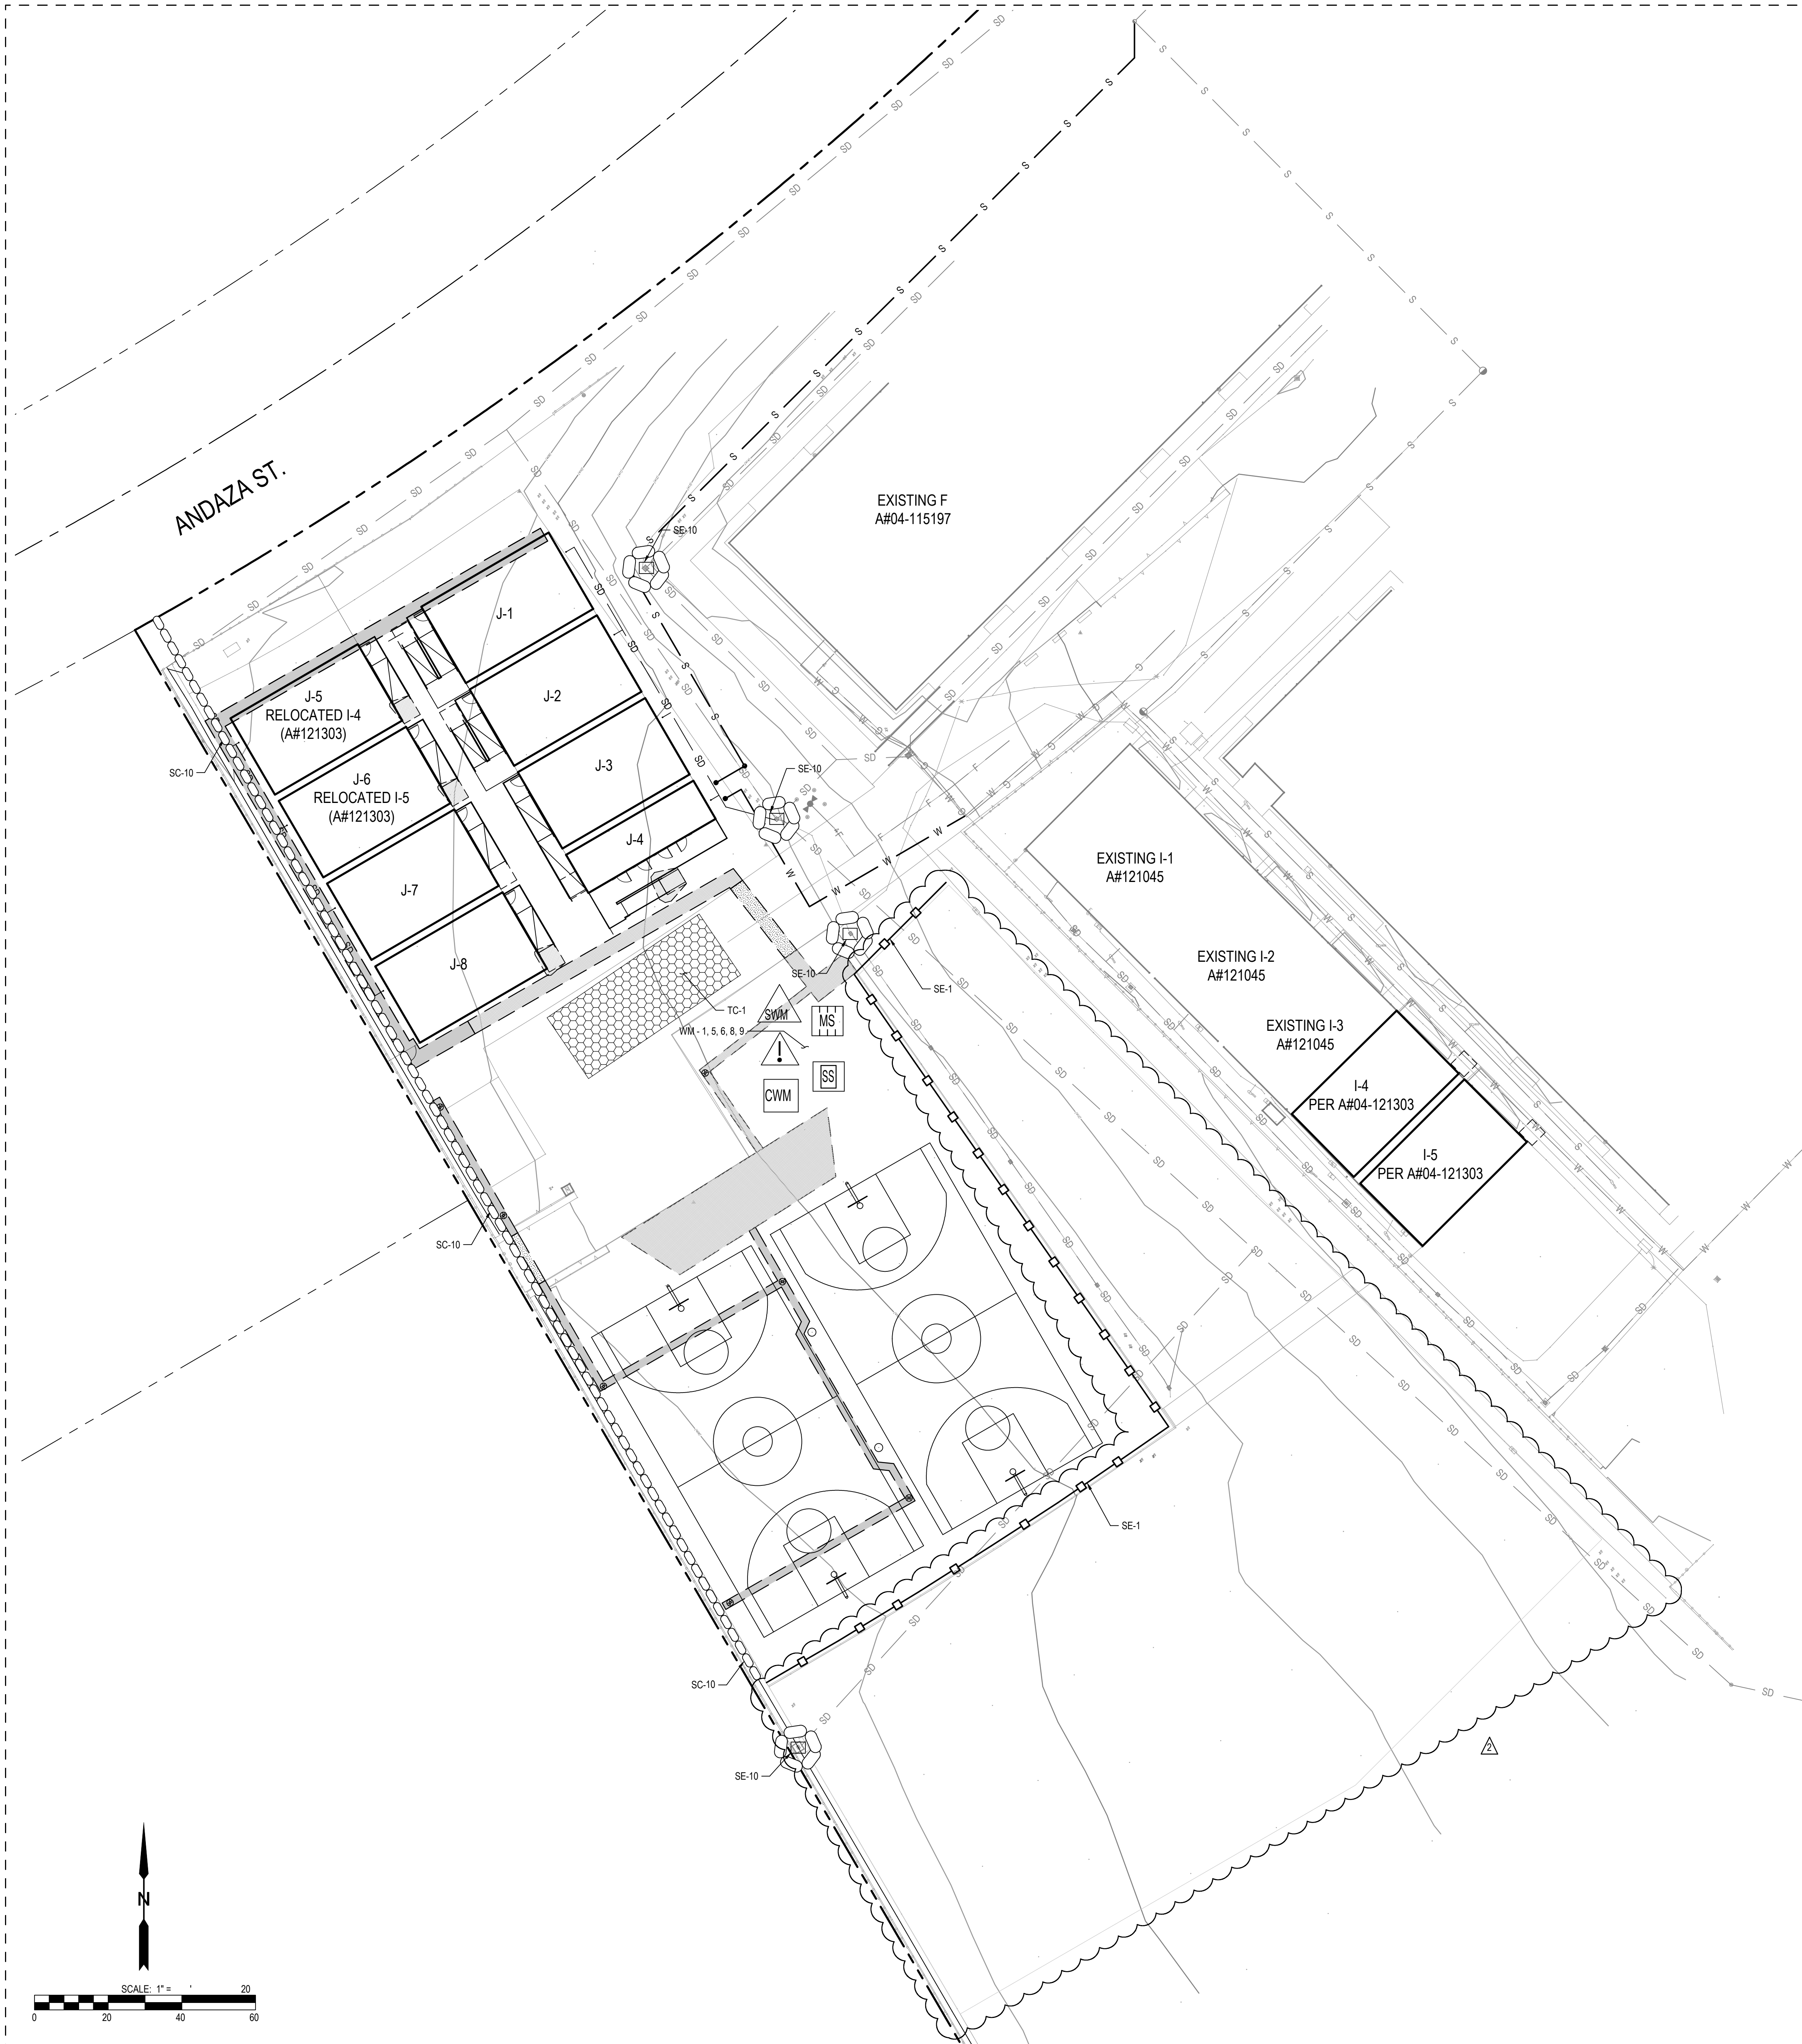 ANDAZA ST.
EXISTING F
A#04-115197
SE-10
J-1
J-2
J-5
RELOCATED I-4
(A#121303)
J-3
SC-10
SE-10
J-6
RELOCATED I-5
(A#121303)
J-4
EXISTING I-1
A#121045
J-7
EXISTING I-2
A#121045
J-8
SE-10
SE-1
TC-1
SWM
MS
WM - 1, 5, 6, 8, 9
!
EXISTING I-3
A#121045
SS
CWM
I-4
PER A#04-121303
I-5
PER A#04-121303
SC-10
SE-1
SC-10
2
SE-10
N
SCALE: 1" = ' 20
0 20 40 60